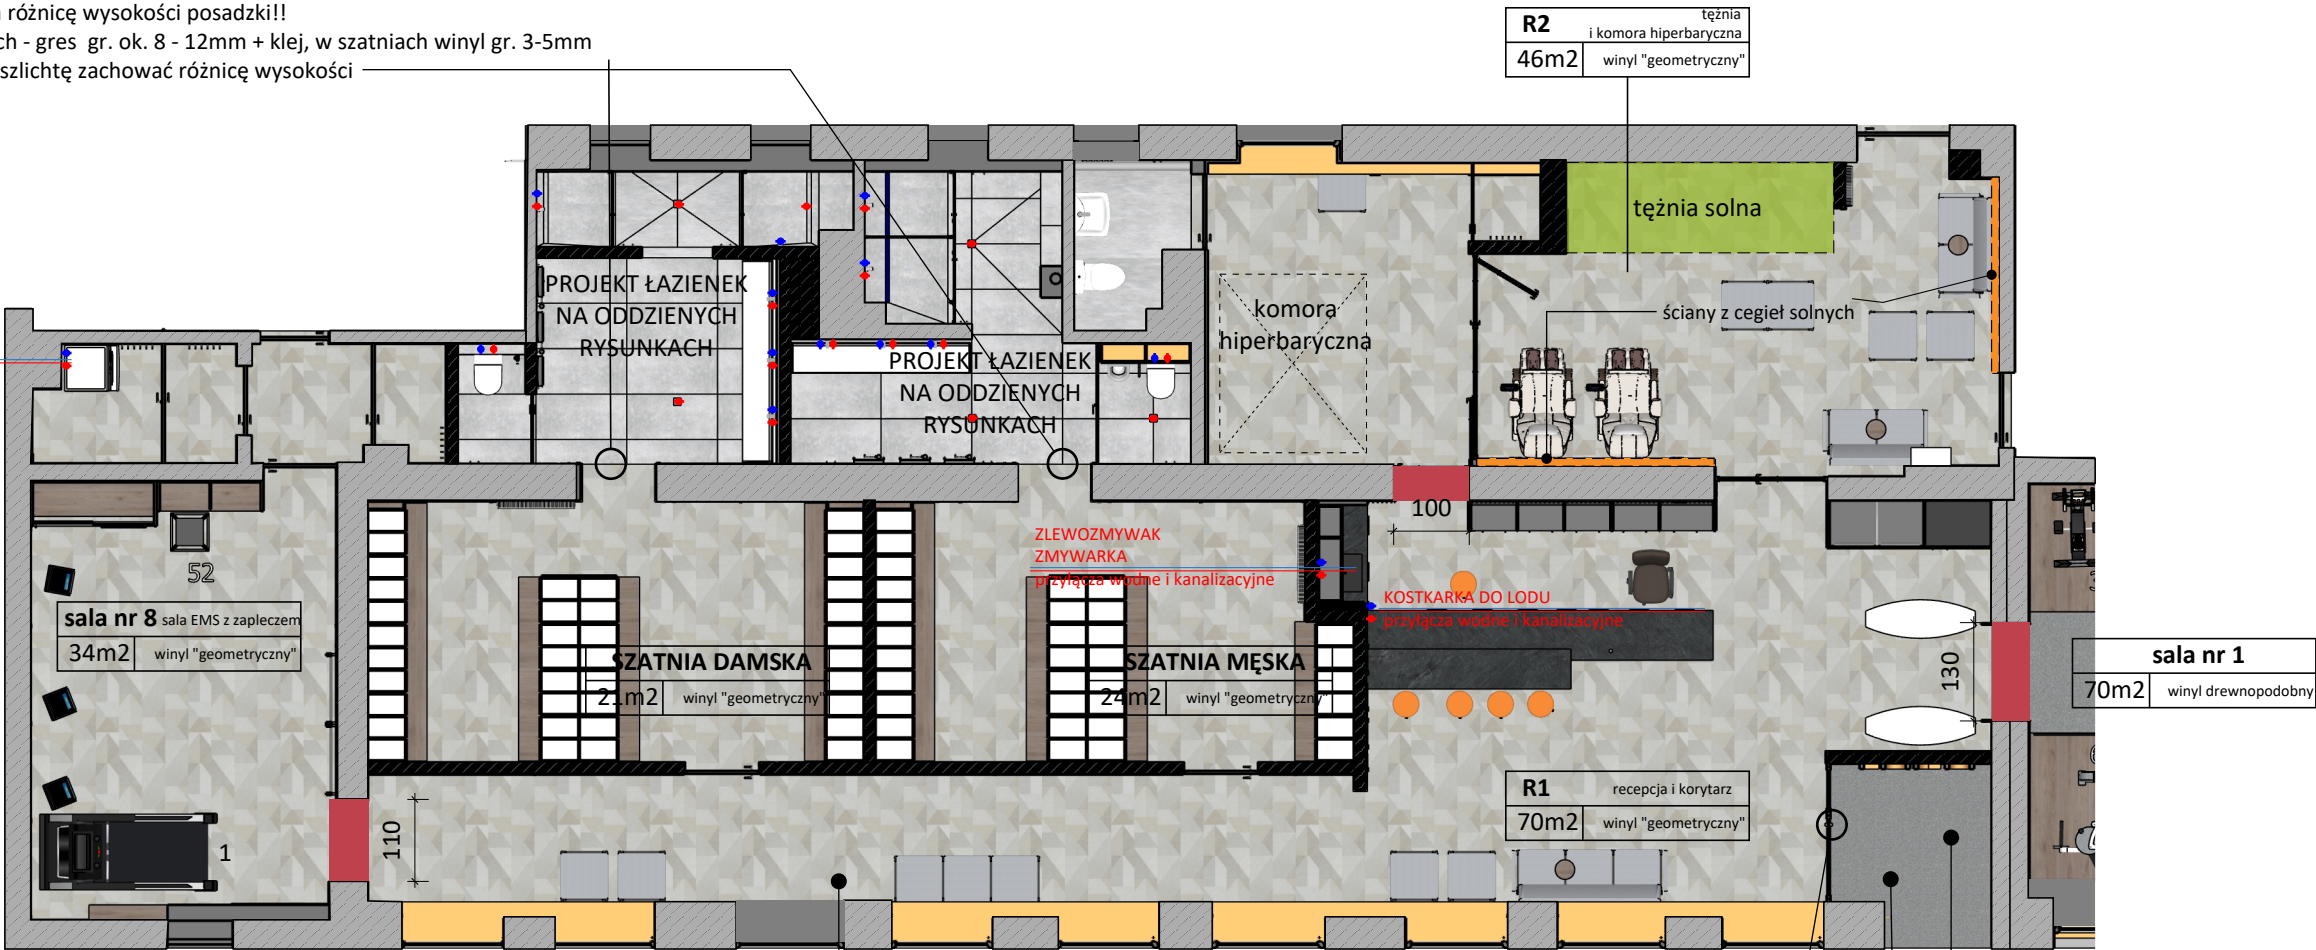 różnicę wysokości posadzki!!
ch - gres gr. ok. 8 - 12mm + klej, w szatniach winyl gr. 3-5mm
szlichtę zachować różnicę wysokości
R2 tężnia
i komora hiperbaryczna
46m2 winyl "geometryczny"
tężnia solna
PROJEKT ŁAZIENEK
NA ODDZIENYCH
RYSUNKACH
PROJEKT ŁAZIENEK
NA ODDZIENYCH
RYSUNKACH
komora
hiperbaryczna
ściany z cegieł solnych
100
ZLEWOZMYWAK
ZMYWARKA
przyłącza wodne i kanalizacyjne
KOSTKARKA DO LODU
przyłącza wodne i kanalizacyjne
52
sala nr 8 sala EMS z zapleczem
34m2 winyl "geometryczny"
SZATNIA DAMSKA
21m2 winyl "geometryczny"
SZATNIA MĘSKA
24m2 winyl "geometryczny"
130
sala nr 1
70m2 winyl drewnopodobny
R1 recepcja i korytarz
70m2 winyl "geometryczny"
110
1